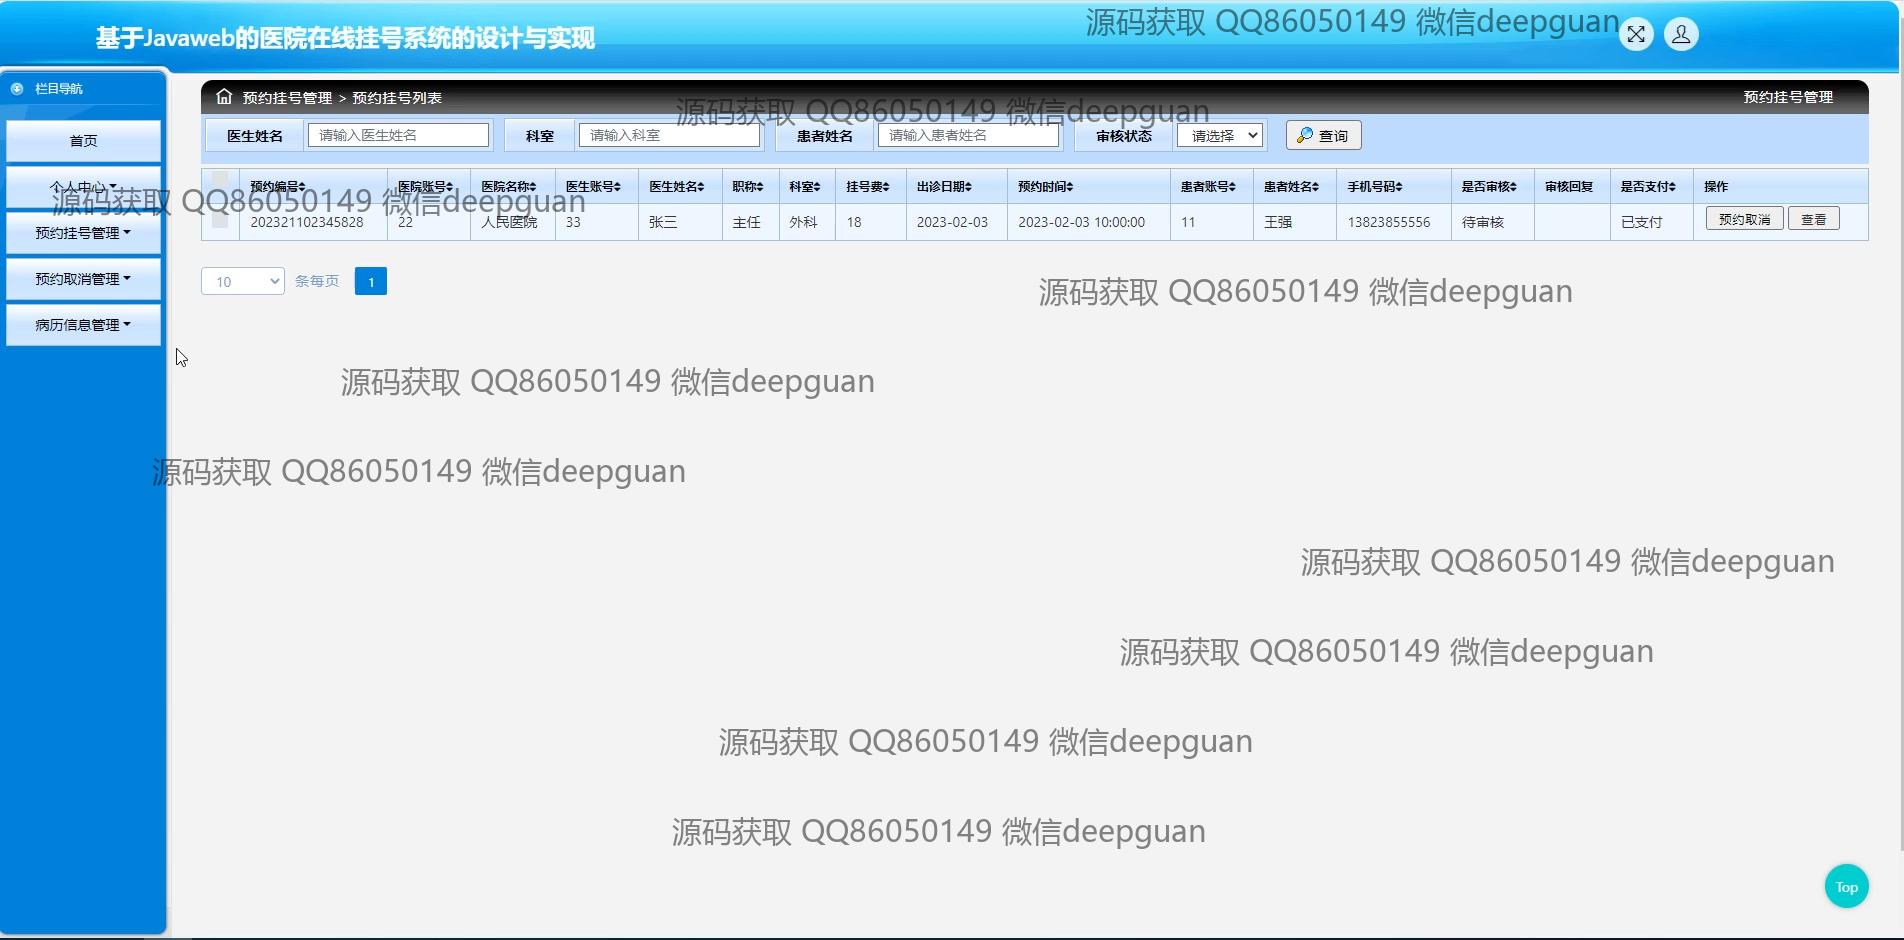 基于Javaweb的医院在线挂号系统的设计与实现
源码获取 QQ86050149 微信deepguan
栏目导航
首页
个人中心
预约挂号管理
预约取消管理
病历信息管理
预约挂号管理 > 预约挂号列表
预约挂号管理
源码获取 QQ86050149 微信deepguan
医生姓名 请输入医生姓名 科室 请输入科室 患者姓名 请输入患者姓名 审核状态 请选择 查询
预约编号 医院账号 医院名称 医生账号 医生姓名 职称 科室 挂号费 出诊日期 预约时间 患者账号 患者姓名 手机号码 是否审核 审核回复 是否支付 操作
源码获取 QQ86050149 微信deepguan
202321102345828 22 人民医院 33 张三 主任 外科 18 2023-02-03 2023-02-03 10:00:00 11 王强 13823855556 待审核 已支付 预约取消 查看
10 条每页 1
源码获取 QQ86050149 微信deepguan
源码获取 QQ86050149 微信deepguan
源码获取 QQ86050149 微信deepguan
源码获取 QQ86050149 微信deepguan
源码获取 QQ86050149 微信deepguan
源码获取 QQ86050149 微信deepguan
源码获取 QQ86050149 微信deepguan
Top